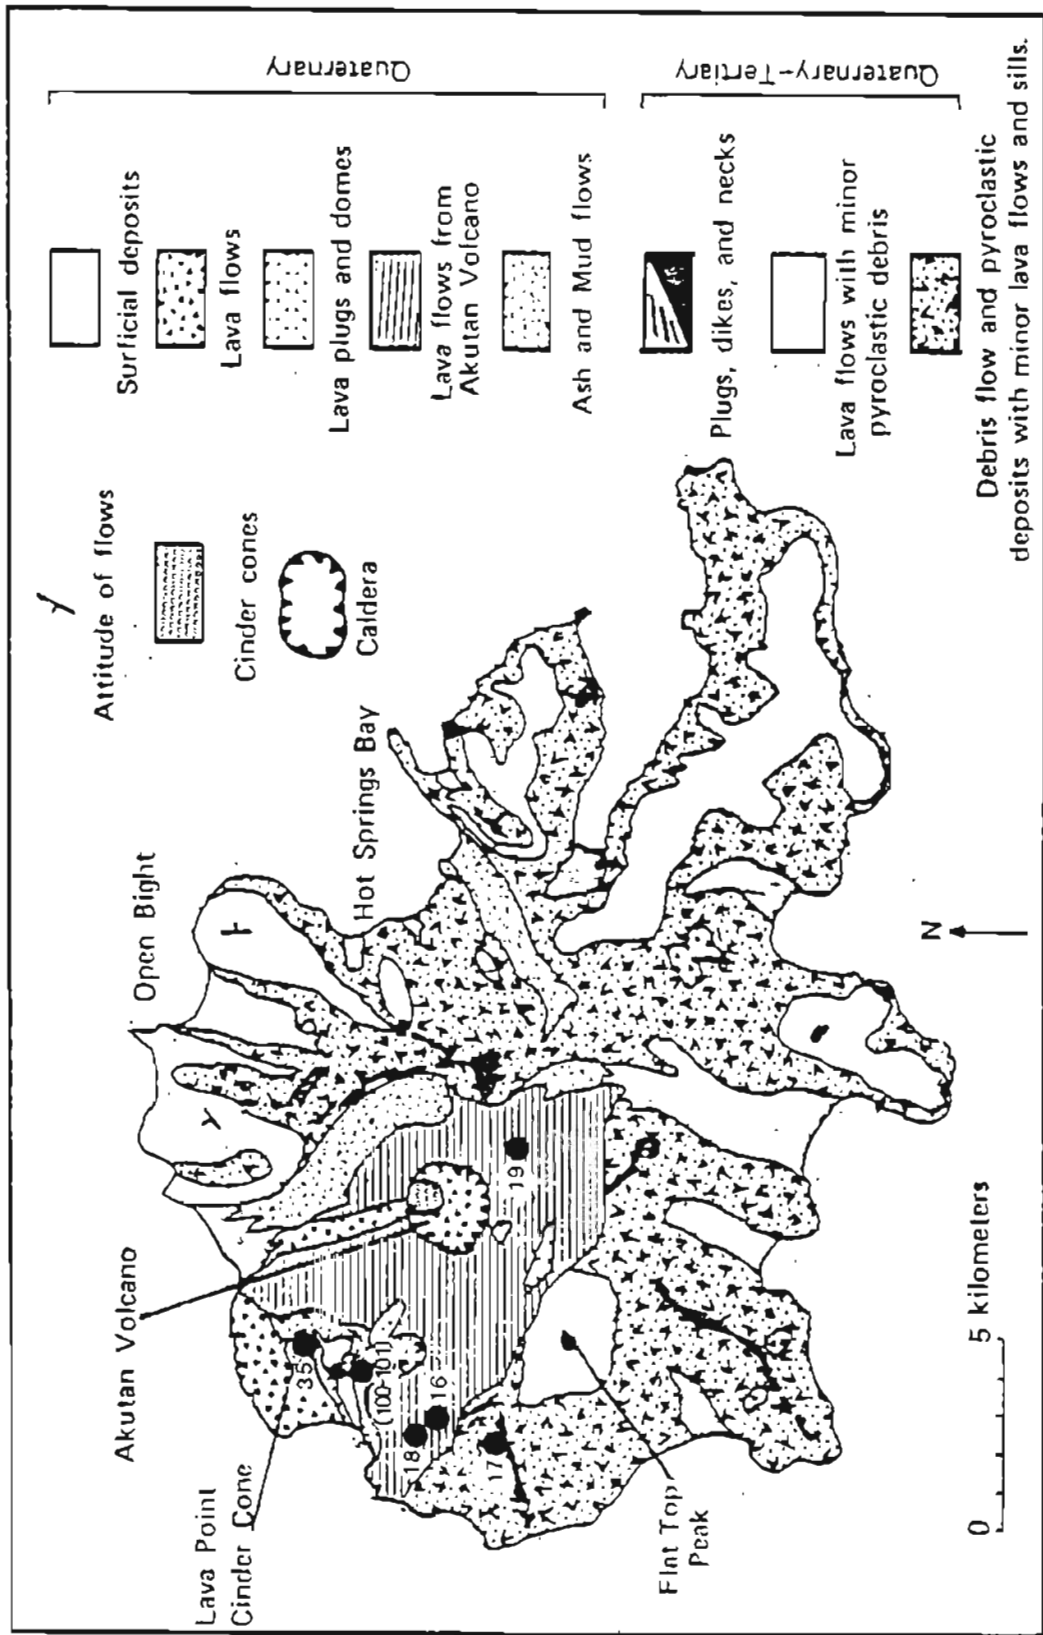 Akutan Volcano
Lava Point
Cinder Cone
Open Bight
Hot Springs Bay
Flat Top
Peak
35
(100-101)
18
16
17
19
0
5 kilometers
N
Attitude of flows
Cinder cones
Caldera
Surficial deposits
Lava flows
Lava plugs and domes
Lava flows from
Akutan Volcano
Ash and Mud flows
Quaternary
Plugs, dikes, and necks
Lava flows with minor
pyroclastic debris
Debris flow and pyroclastic
deposits with minor lava flows and sills.
Quaternary-Tertiary